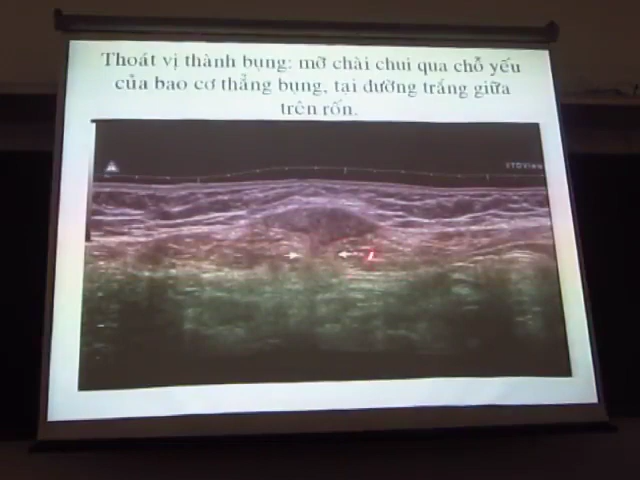 Thoát vị thành bụng: mỡ chài chui qua chỗ yếu
của bao cơ thẳng bụng, tại đường trắng giữa
trên rốn.
XTDView